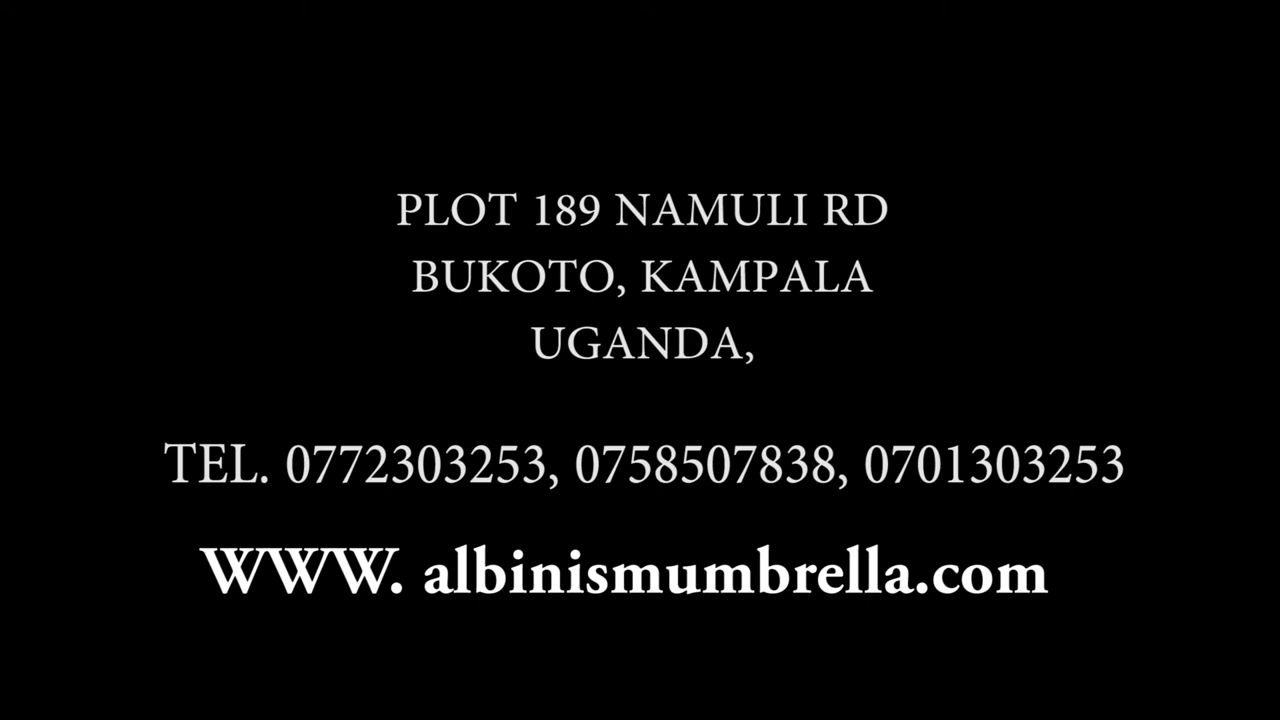 PLOT 189 NAMULI RD
BUKOTO, KAMPALA
UGANDA,
TEL. 0772303253, 0758507838, 0701303253
WWW. albinismumbrella.com